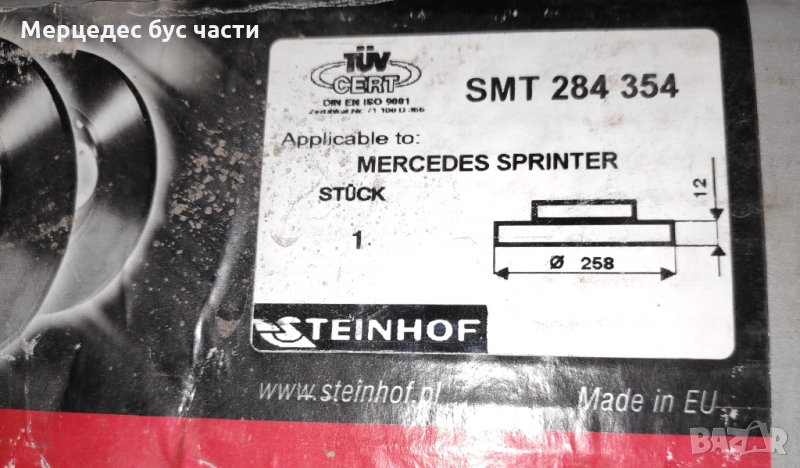 Мерцедес бус части
TÜV
CERT
DIN EN ISO 9001
SMT 284 354
Applicable to:
MERCEDES SPRINTER
STÜCK
1
12
Ø 258
STEINHOF
www.steinhof.pl
Made in EU
BAZAR